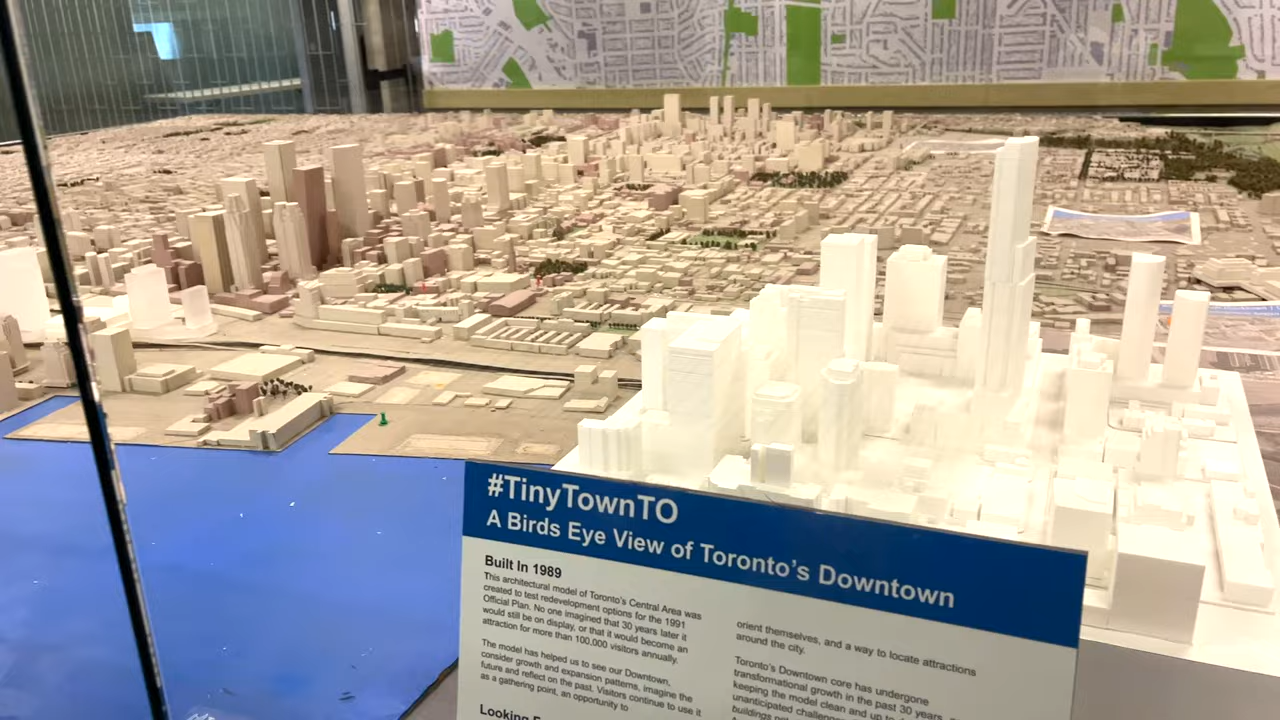 #TinyTownTO
A Birds Eye View of Toronto's Downtown
Built In 1989
This architectural model of Toronto's Central Area was
created to test redevelopment options for the 1991
Official Plan. No one imagined that 30 years later it
would still be on display, or that it would become an
attraction for more than 100,000 visitors annually.
The model has helped us to see our Downtown,
consider growth and expansion patterns, imagine the
future and reflect on the past. Visitors continue to use it
as a gathering point, an opportunity to
Looking
orient themselves, and a way to locate attractions
around the city.
Toronto's Downtown core has undergone
transformational growth in the past 30 years,
keeping the model clean and up to
unanticipated
buildings